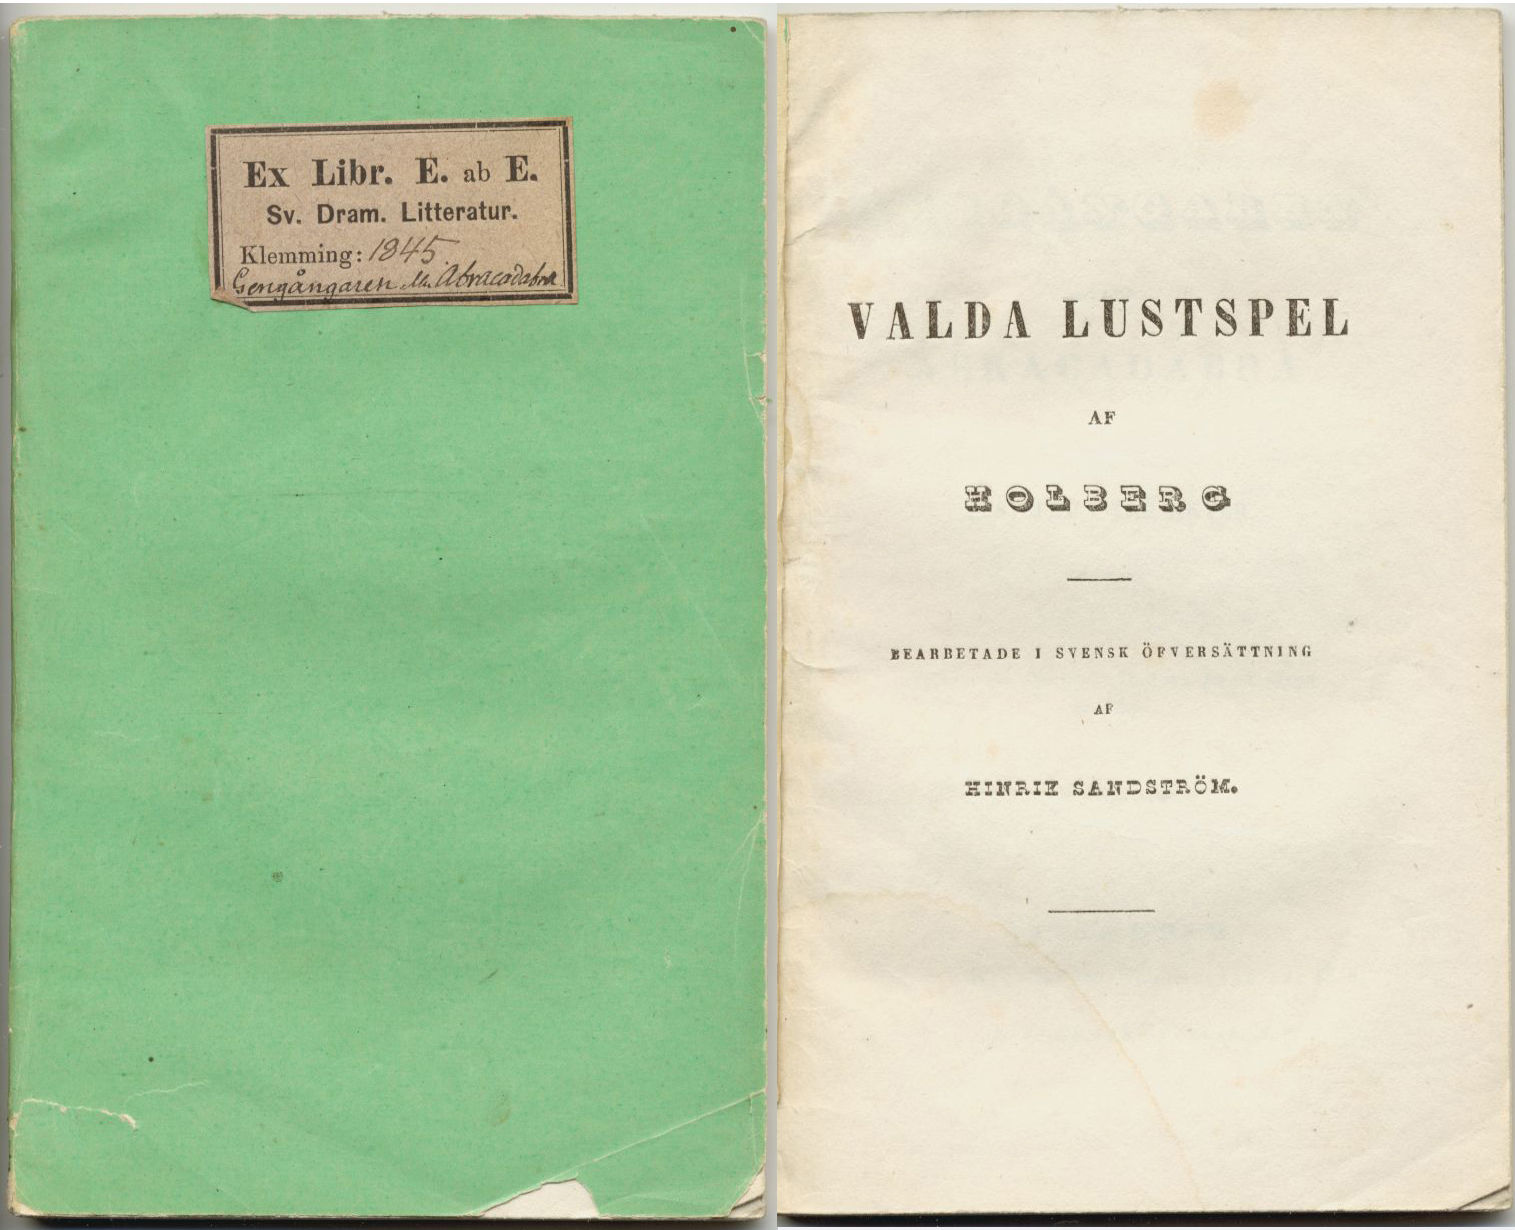 Ex Libr. E. ab E.
Sv. Dram. Litteratur.
Klemming: 1845.
Gengångaren ell. Abracadabra
VALDA LUSTSPEL
AF
HOLBERG
BEARBETADE I SVENSK ÖFVERSÄTTNING
AF
HINRIK SANDSTRÖM.